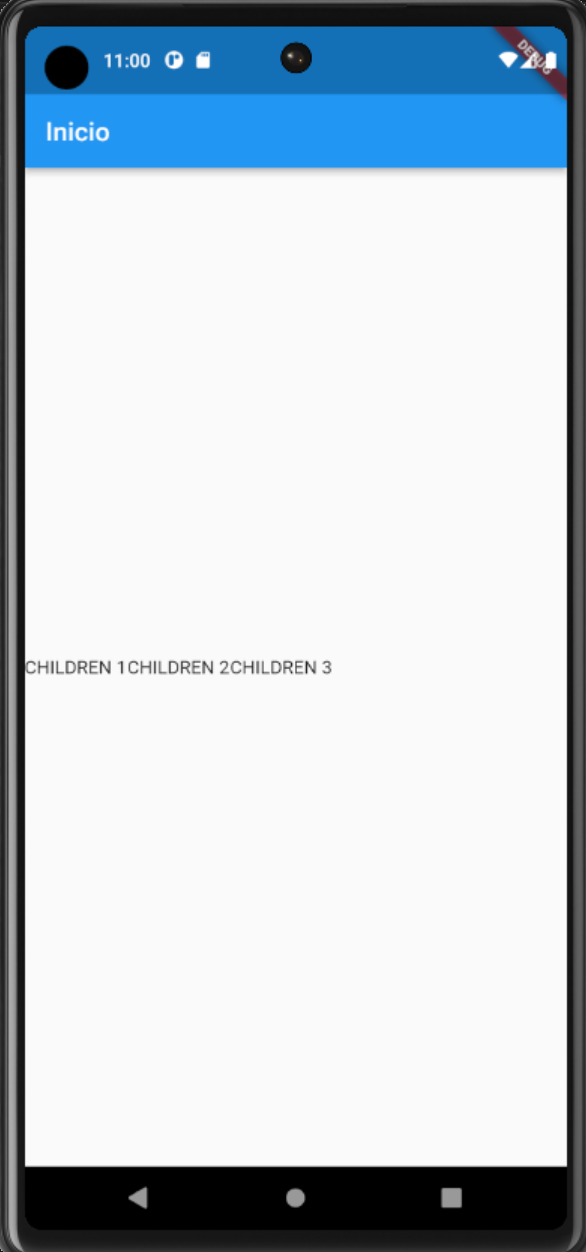 11:00
DEBUG
Inicio
CHILDREN 1CHILDREN 2CHILDREN 3